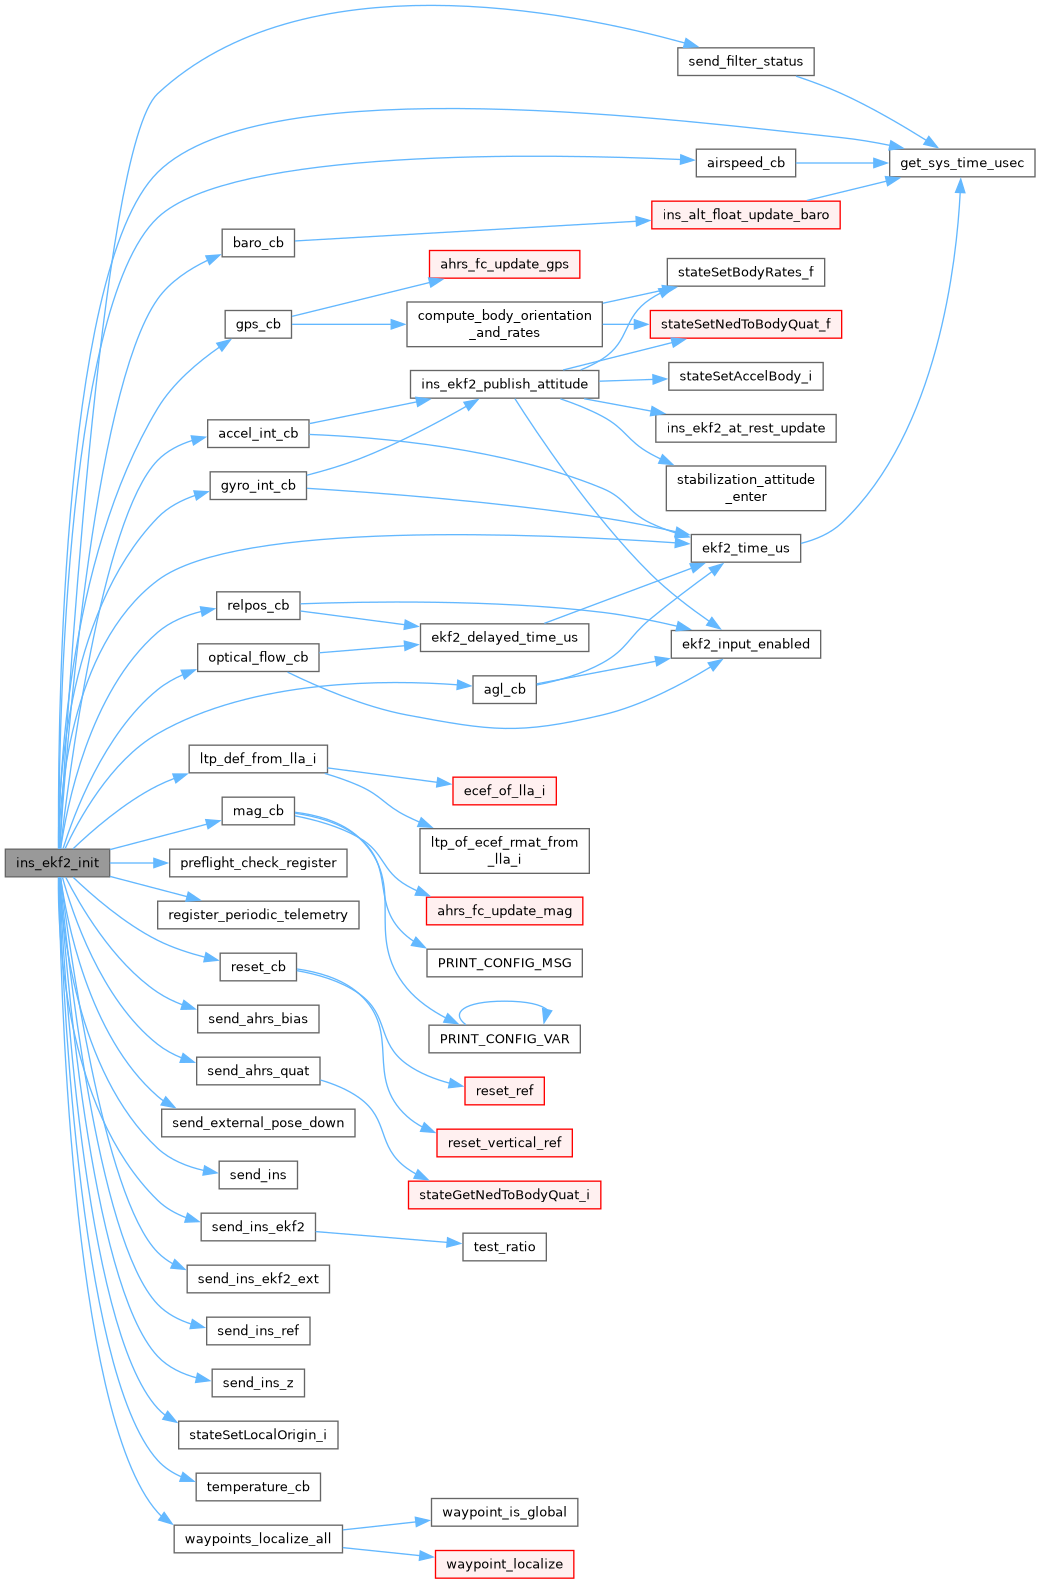 send_filter_status
get_sys_time_usec
airspeed_cb
ins_alt_float_update_baro
baro_cb
ahrs_fc_update_gps
stateSetBodyRates_f
gps_cb
compute_body_orientation
_and_rates
stateSetNedToBodyQuat_f
ins_ekf2_publish_attitude
stateSetAccelBody_i
accel_int_cb
ins_ekf2_at_rest_update
gyro_int_cb
stabilization_attitude
_enter
ekf2_time_us
relpos_cb
ekf2_delayed_time_us
ekf2_input_enabled
optical_flow_cb
agl_cb
ltp_def_from_lla_i
ecef_of_lla_i
mag_cb
ltp_of_ecef_rmat_from
_lla_i
ins_ekf2_init
preflight_check_register
register_periodic_telemetry
ahrs_fc_update_mag
reset_cb
PRINT_CONFIG_MSG
send_ahrs_bias
PRINT_CONFIG_VAR
send_ahrs_quat
reset_ref
send_external_pose_down
reset_vertical_ref
send_ins
stateGetNedToBodyQuat_i
send_ins_ekf2
test_ratio
send_ins_ekf2_ext
send_ins_ref
send_ins_z
stateSetLocalOrigin_i
temperature_cb
waypoints_localize_all
waypoint_is_global
waypoint_localize